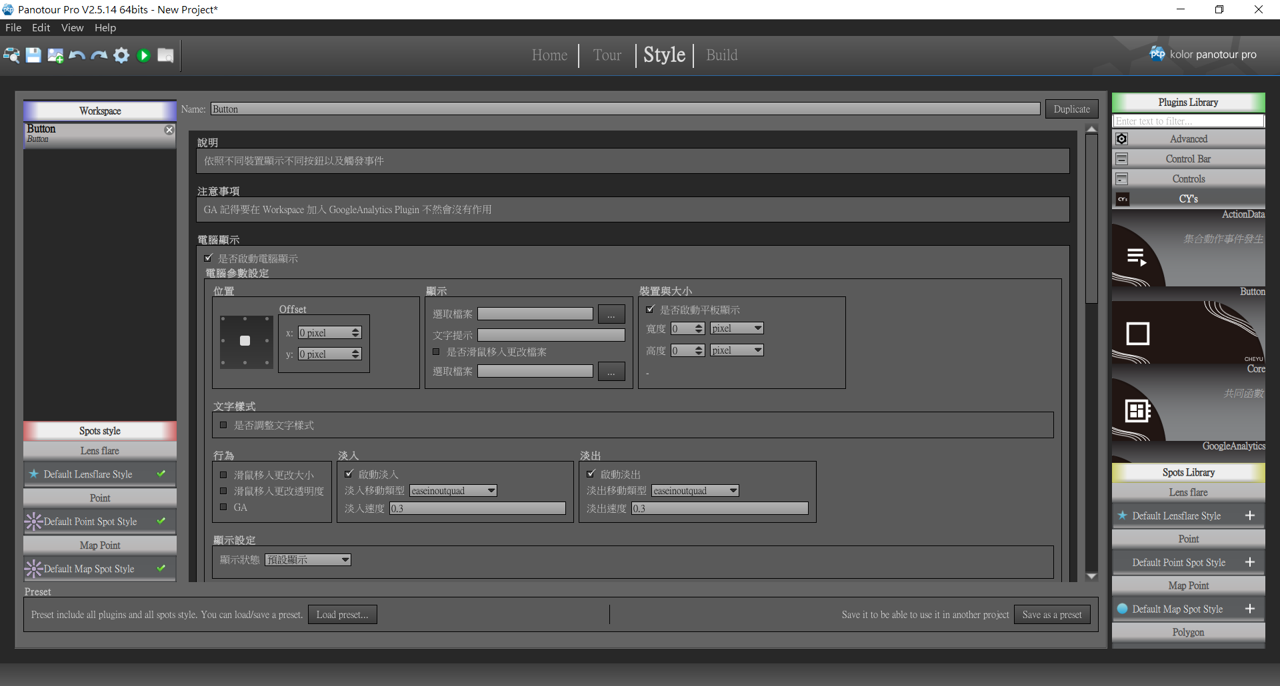 Panotour Pro V2.5.14 64bits - New Project*
File Edit View Help
Home Tour Style Build
kolor panotour pro
Workspace
Button
Button
Spots style
Lens flare
Default Lensflare Style
Point
Default Point Spot Style
Map Point
Default Map Spot Style
Name: Button Duplicate
說明
依照不同裝置顯示不同按鈕以及觸發事件
注意事項
GA 記得要在 Workspace 加入 GoogleAnalytics Plugin 不然會沒有作用
電腦顯示
是否啟動電腦顯示
電腦參數設定
位置
Offset
x: 0 pixel
y: 0 pixel
顯示
選取檔案 ...
文字提示
是否滑鼠移入更改檔案
選取檔案 ...
裝置與大小
是否啟動平板顯示
寬度 0 pixel
高度 0 pixel
-
文字樣式
是否調整文字樣式
行為
滑鼠移入更改大小
滑鼠移入更改透明度
GA
淡入
啟動淡入
淡入移動類型 easeinoutquad
淡入速度 0.3
淡出
啟動淡出
淡出移動類型 easeinoutquad
淡出速度 0.3
顯示設定
顯示狀態 預設顯示
Preset
Preset include all plugins and all spots style. You can load/save a preset. Load preset...
Save it to be able to use it in another project Save as a preset
Plugins Library
Enter text to filter...
Advanced
Control Bar
Controls
CY's CY's
ActionData
集合動作事件發生
Button
CHEYU
Core
共同函數
GoogleAnalytics
Spots Library
Lens flare
Default Lensflare Style
Point
Default Point Spot Style
Map Point
Default Map Spot Style
Polygon